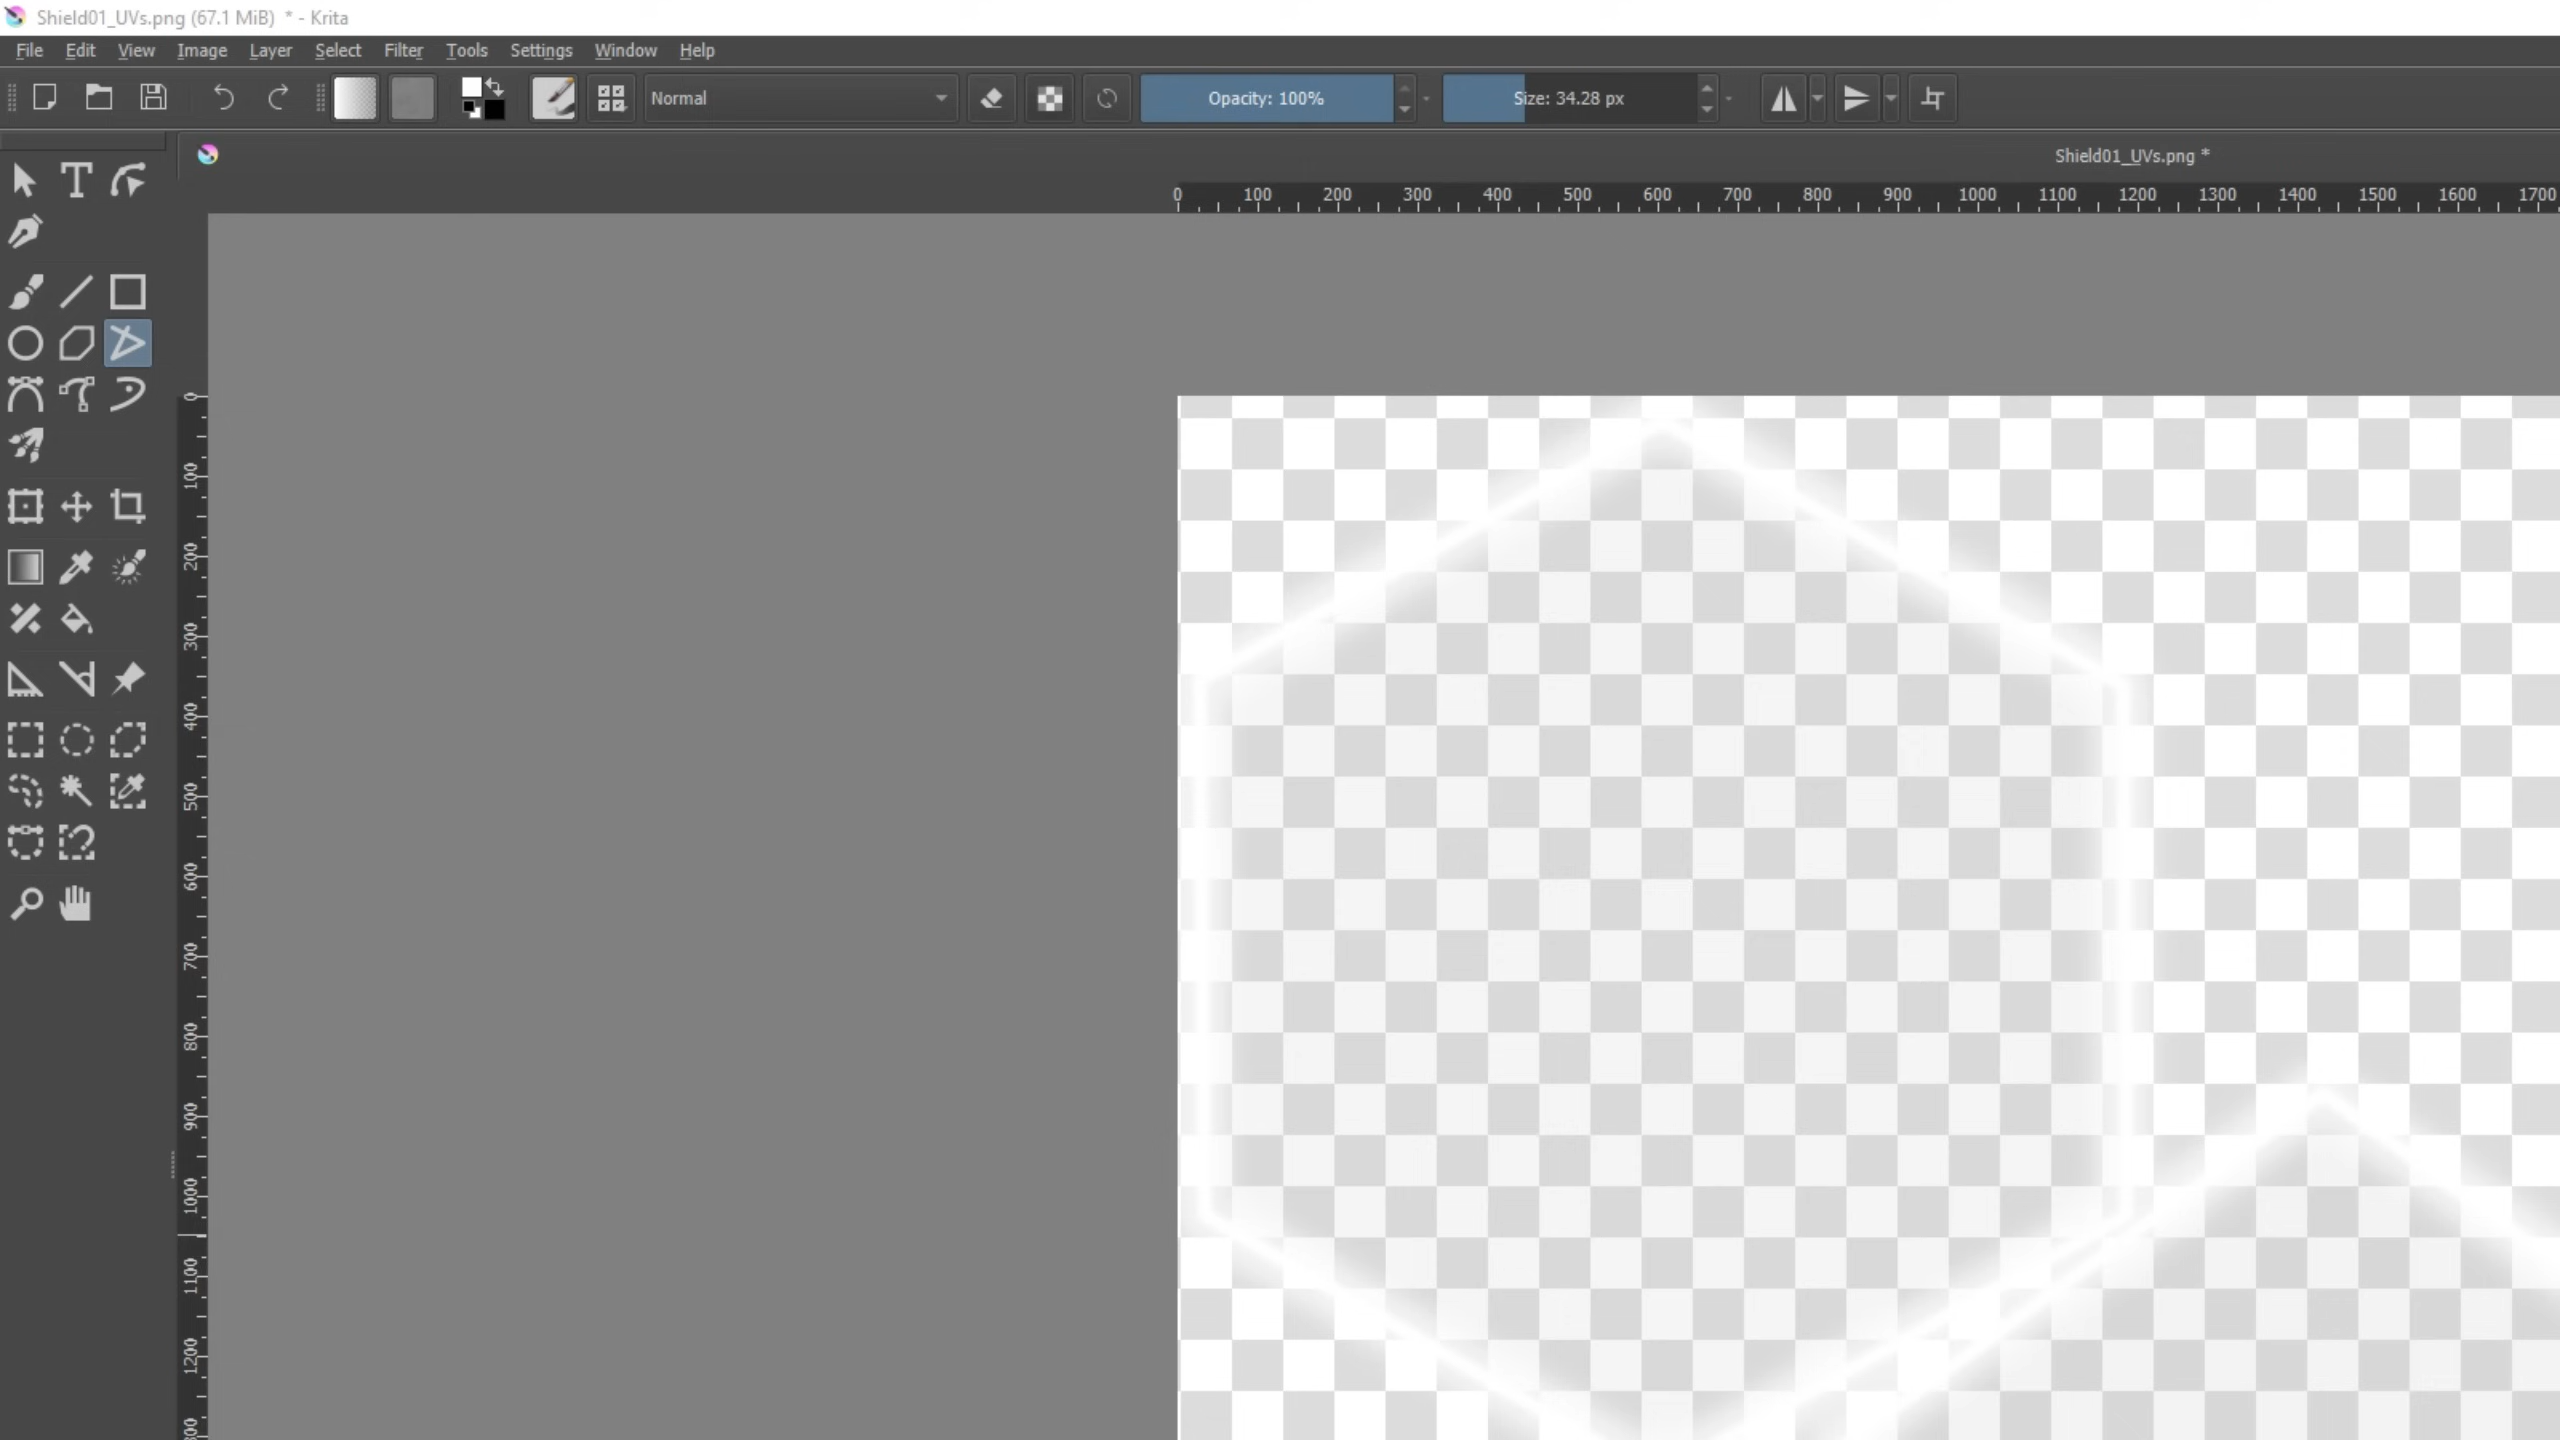 Shield01_UVs.png (67.1 MiB) * - Krita
File Edit View Image Layer Select Filter Tools Settings Window Help
Normal Opacity: 100% Size: 34.28 px
Shield01_UVs.png *
0 100 200 300 400 500 600 700 800 900 1000 1100 1200 1300 1400 1500 1600 1700
0
100
200
300
400
500
600
700
800
900
1000
1100
1200